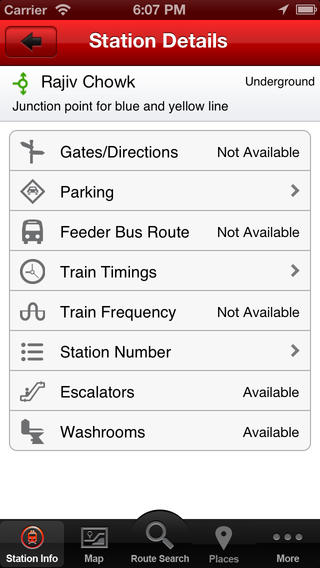 Carrier 6:07 PM
Station Details
Rajiv Chowk Underground
Junction point for blue and yellow line
Gates/Directions Not Available
Parking
Feeder Bus Route Not Available
Train Timings
Train Frequency Not Available
Station Number
Escalators Available
Washrooms Available
Station Info Map Route Search Places More